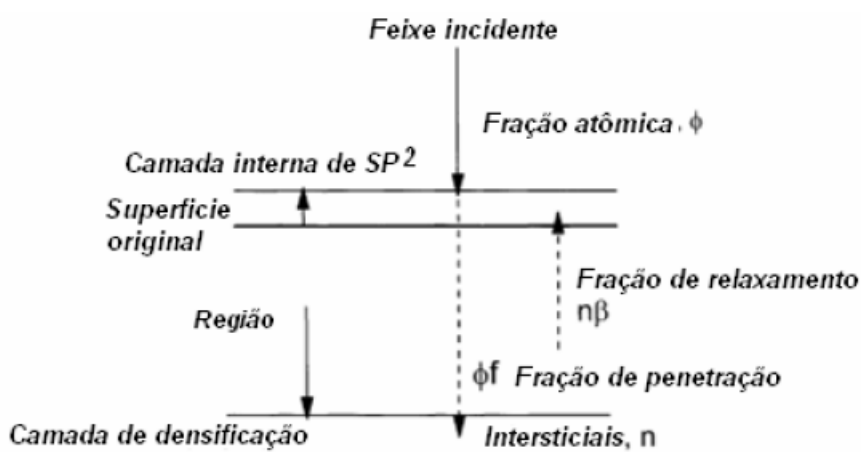 Feixe incidente
Fração atômica, ϕ
Camada interna de SP²
Superficie
original
Fração de relaxamento
nβ
Região
ϕf Fração de penetração
Camada de densificação
Intersticiais, n